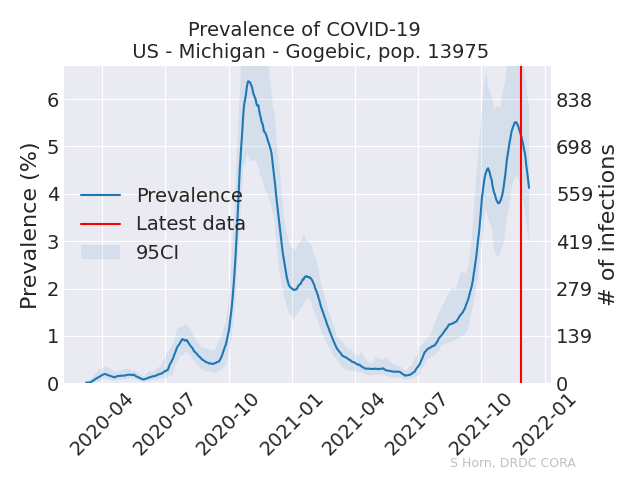 Prevalence of COVID-19
US - Michigan - Gogebic, pop. 13975
Prevalence (%)
6
5
4
3
2
1
0
838
698
559
419
279
139
0
# of infections
Prevalence
Latest data
95CI
2020-04
2020-07
2020-10
2021-01
2021-04
2021-07
2021-10
2022-01
S Horn, DRDC CORA